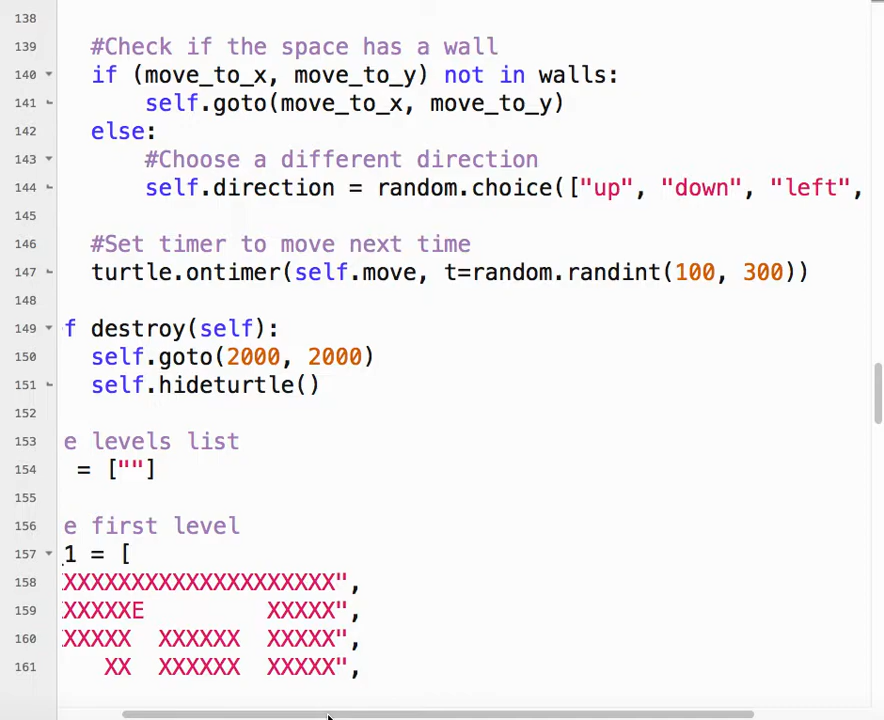 138
139 #Check if the space has a wall
140 if (move_to_x, move_to_y) not in walls:
141 self.goto(move_to_x, move_to_y)
142 else:
143 #Choose a different direction
144 self.direction = random.choice(["up", "down", "left",
145
146 #Set timer to move next time
147 turtle.ontimer(self.move, t=random.randint(100, 300))
148
149 f destroy(self):
150 self.goto(2000, 2000)
151 self.hideturtle()
152
153 e levels list
154 = [""]
155
156 e first level
157 1 = [
158 XXXXXXXXXXXXXXXXXXXX",
159 XXXXXE         XXXXX",
160 XXXXX  XXXXXX  XXXXX",
161    XX  XXXXXX  XXXXX",